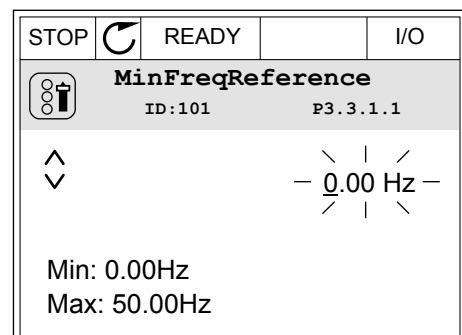 STOP READY I/O
MinFreqReference
ID:101 P3.3.1.1
0.00 Hz
Min: 0.00Hz
Max: 50.00Hz